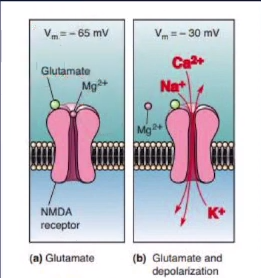 Vm = – 65 mV
Glutamate
Mg2+
NMDA
receptor
(a) Glutamate
Vm = – 30 mV
Ca2+
Na+
Mg2+
K+
(b) Glutamate and
depolarization